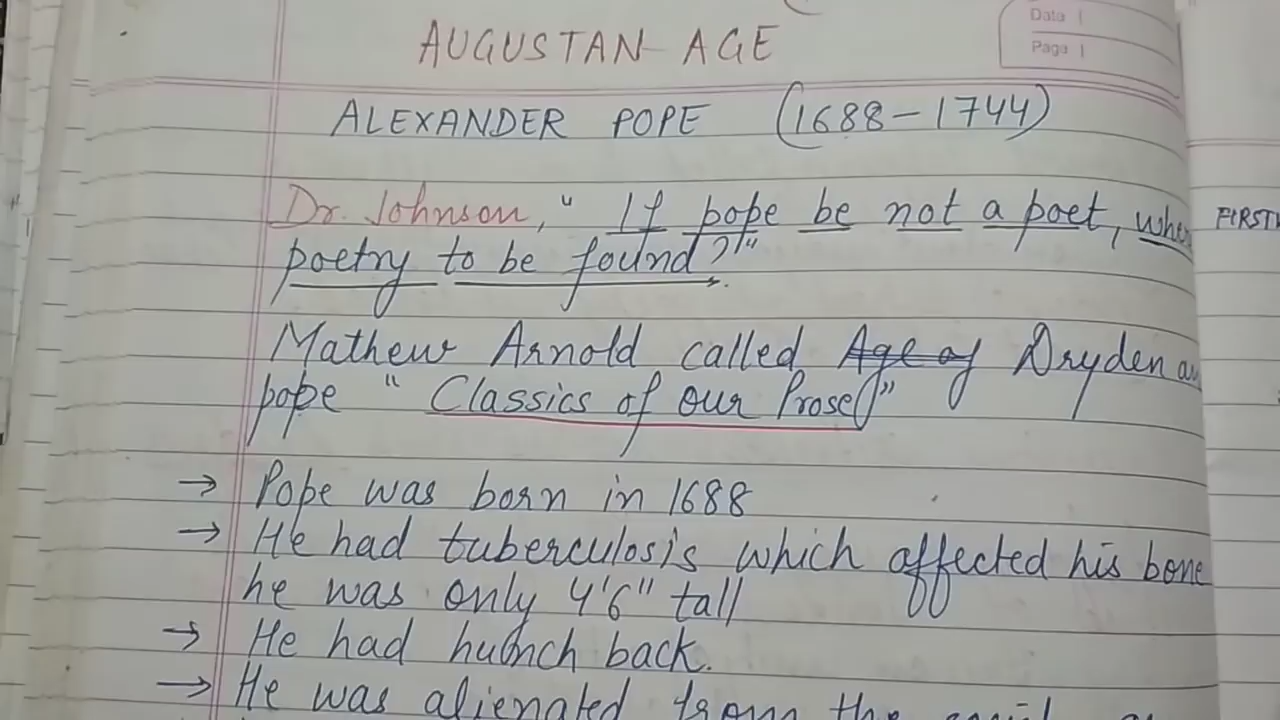 Data
Page
AUGUSTAN AGE
ALEXANDER POPE (1688-1744)
Dr. Johnson, "If pope be not a poet,
FIRST
poetry to be found?"
Mathew Arnold called Age of Dryden
pope "Classics of our Prose"
→ Pope was born in 1688
→ He had tuberculosis which affected his bone
he was only 4'6" tall
→ He had hunch back.
→ He was alienated from the